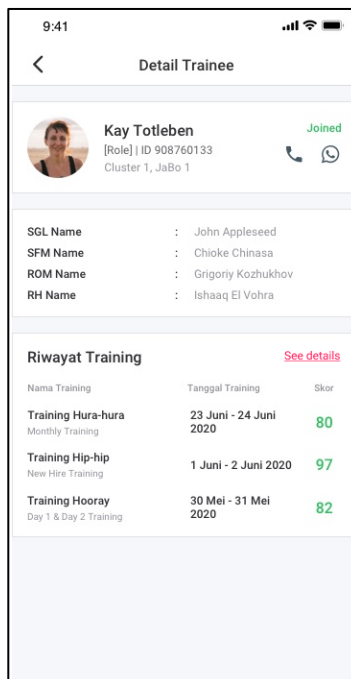 9:41
Detail Trainee
Kay Totleben
Joined
[Role] | ID 908760133
Cluster 1, JaBo 1
SGL Name : John Appleseed
SFM Name : Chioke Chinasa
ROM Name : Grigoriy Kozhukhov
RH Name : Ishaaq El Vohra
Riwayat Training See details
Nama Training Tanggal Training Skor
Training Hura-hura
Monthly Training
23 Juni - 24 Juni
2020
80
Training Hip-hip
New Hire Training
1 Juni - 2 Juni 2020
97
Training Hooray
Day 1 & Day 2 Training
30 Mei - 31 Mei
2020
82